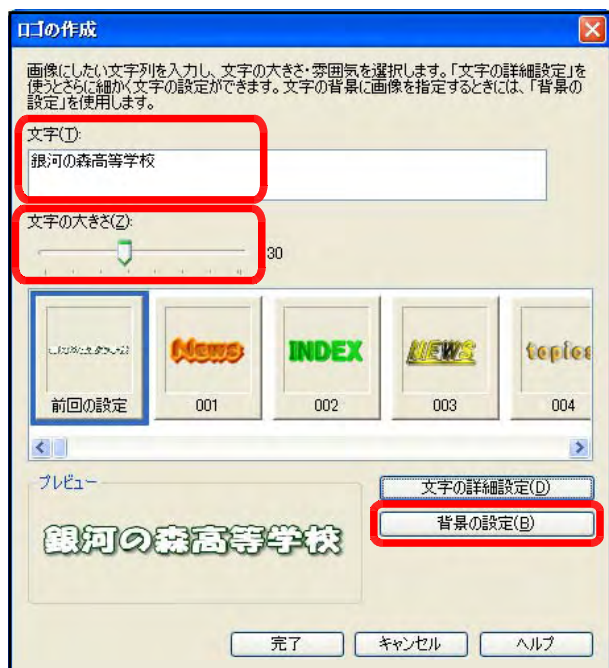 ロゴの作成
画像にしたい文字列を入力し、文字の大きさ・雰囲気を選択します。「文字の詳細設定」を
使うとさらに細かく文字の設定ができます。文字の背景に画像を指定するときには、「背景の
設定」を使用します。
文字(T):
銀河の森高等学校
文字の大きさ(Z):
30
News INDEX NEWS topics
前回の設定 001 002 003 004
プレビュー
文字の詳細設定(D)
背景の設定(B)
銀河の森高等学校
完了 キャンセル ヘルプ